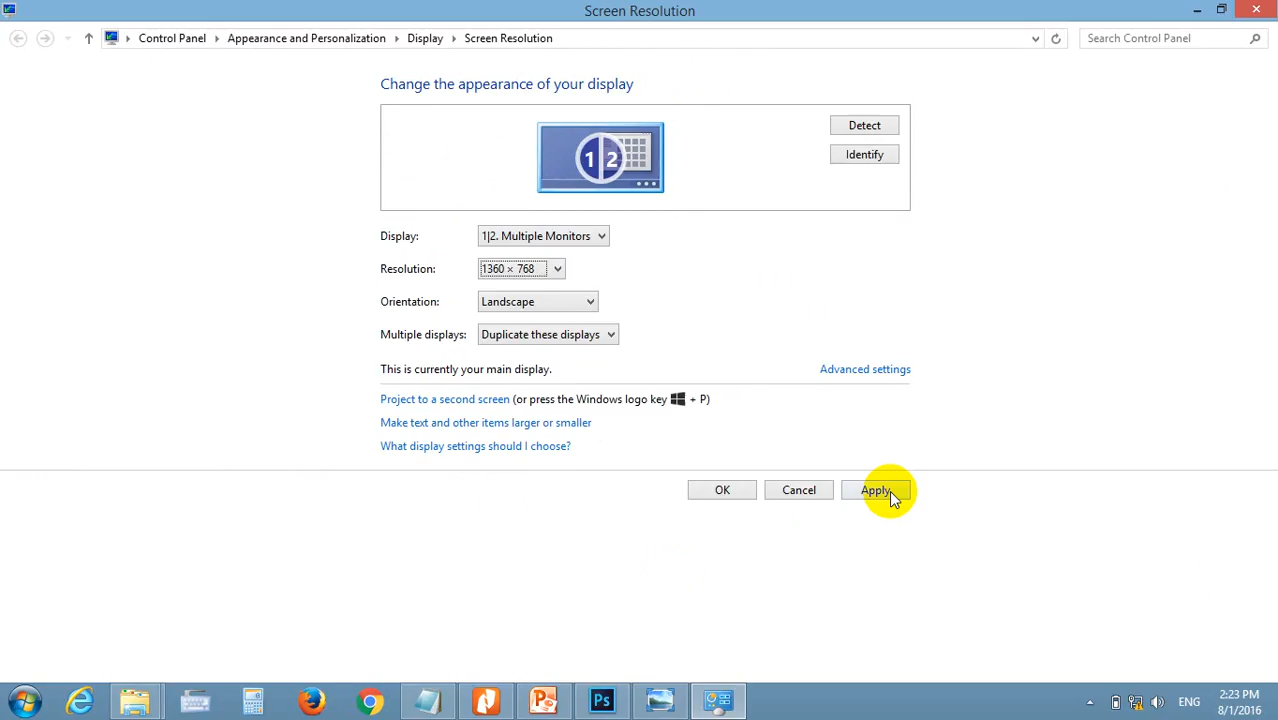 Screen Resolution
Control Panel Appearance and Personalization Display Screen Resolution
Search Control Panel
Change the appearance of your display
1 2
Detect
Identify
Display: 1|2. Multiple Monitors
Resolution: 1360 × 768
Orientation: Landscape
Multiple displays: Duplicate these displays
This is currently your main display. Advanced settings
Project to a second screen (or press the Windows logo key + P)
Make text and other items larger or smaller
What display settings should I choose?
OK Cancel Apply
Ps
ENG
2:23 PM
8/1/2016